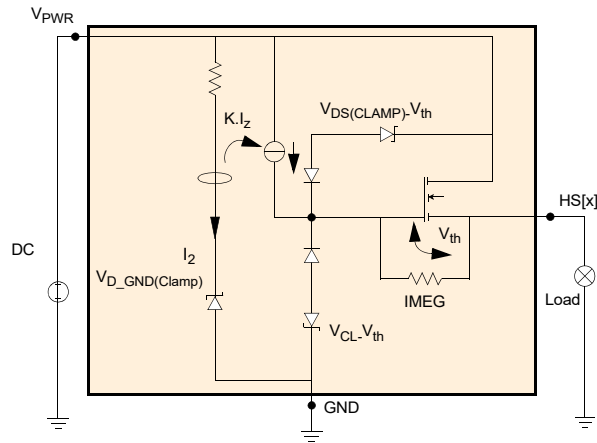 VPWR
VDS(CLAMP)-Vth
K.Iz
HS[x]
Vth
DC
I2
VD_GND(Clamp)
IMEG
Load
VCL-Vth
GND